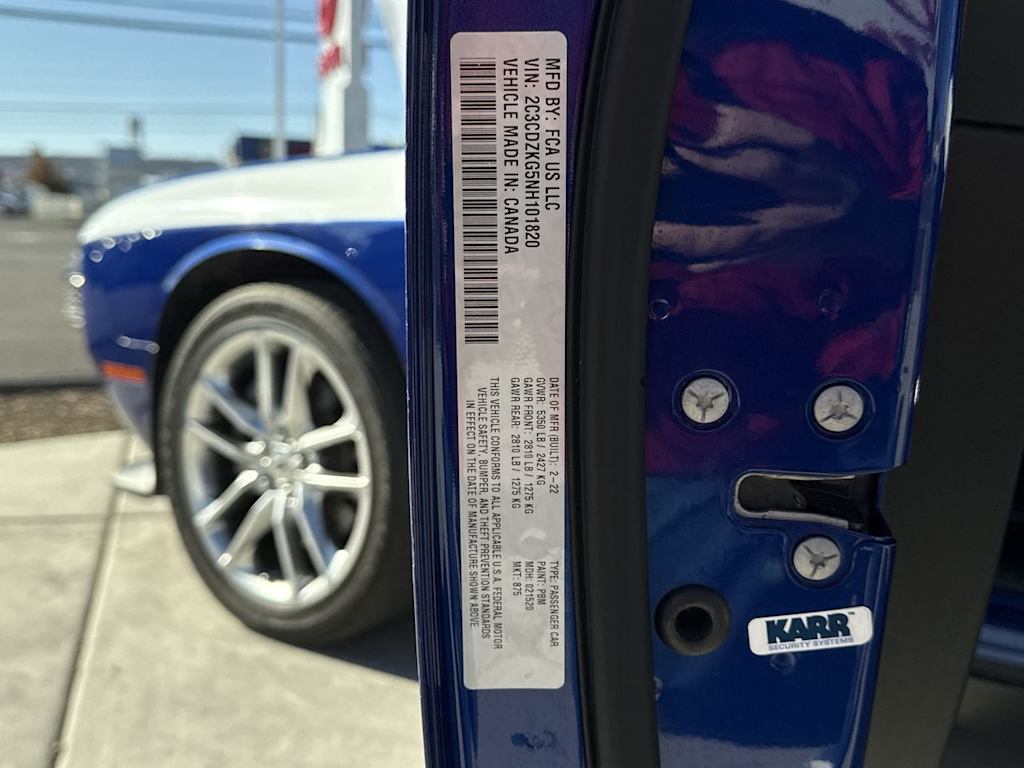 MFD BY: FCA US LLC
VIN: 2C3CDZKG5NH101820
VEHICLE MADE IN: CANADA
DATE OF MFR (BUILT): 2-22
GVWR: 5350 LB / 2427 KG
GAWR FRONT: 2810 LB / 1275 KG
GAWR REAR: 2810 LB / 1275 KG
TYPE: PASSENGER CAR
PAINT: PBM
MDH: 021520
MKT: 875
THIS VEHICLE CONFORMS TO ALL APPLICABLE U.S.A. FEDERAL MOTOR
VEHICLE SAFETY, BUMPER, AND THEFT PREVENTION STANDARDS
IN EFFECT ON THE DATE OF MANUFACTURE SHOWN ABOVE.
KARR™
SECURITY SYSTEMS